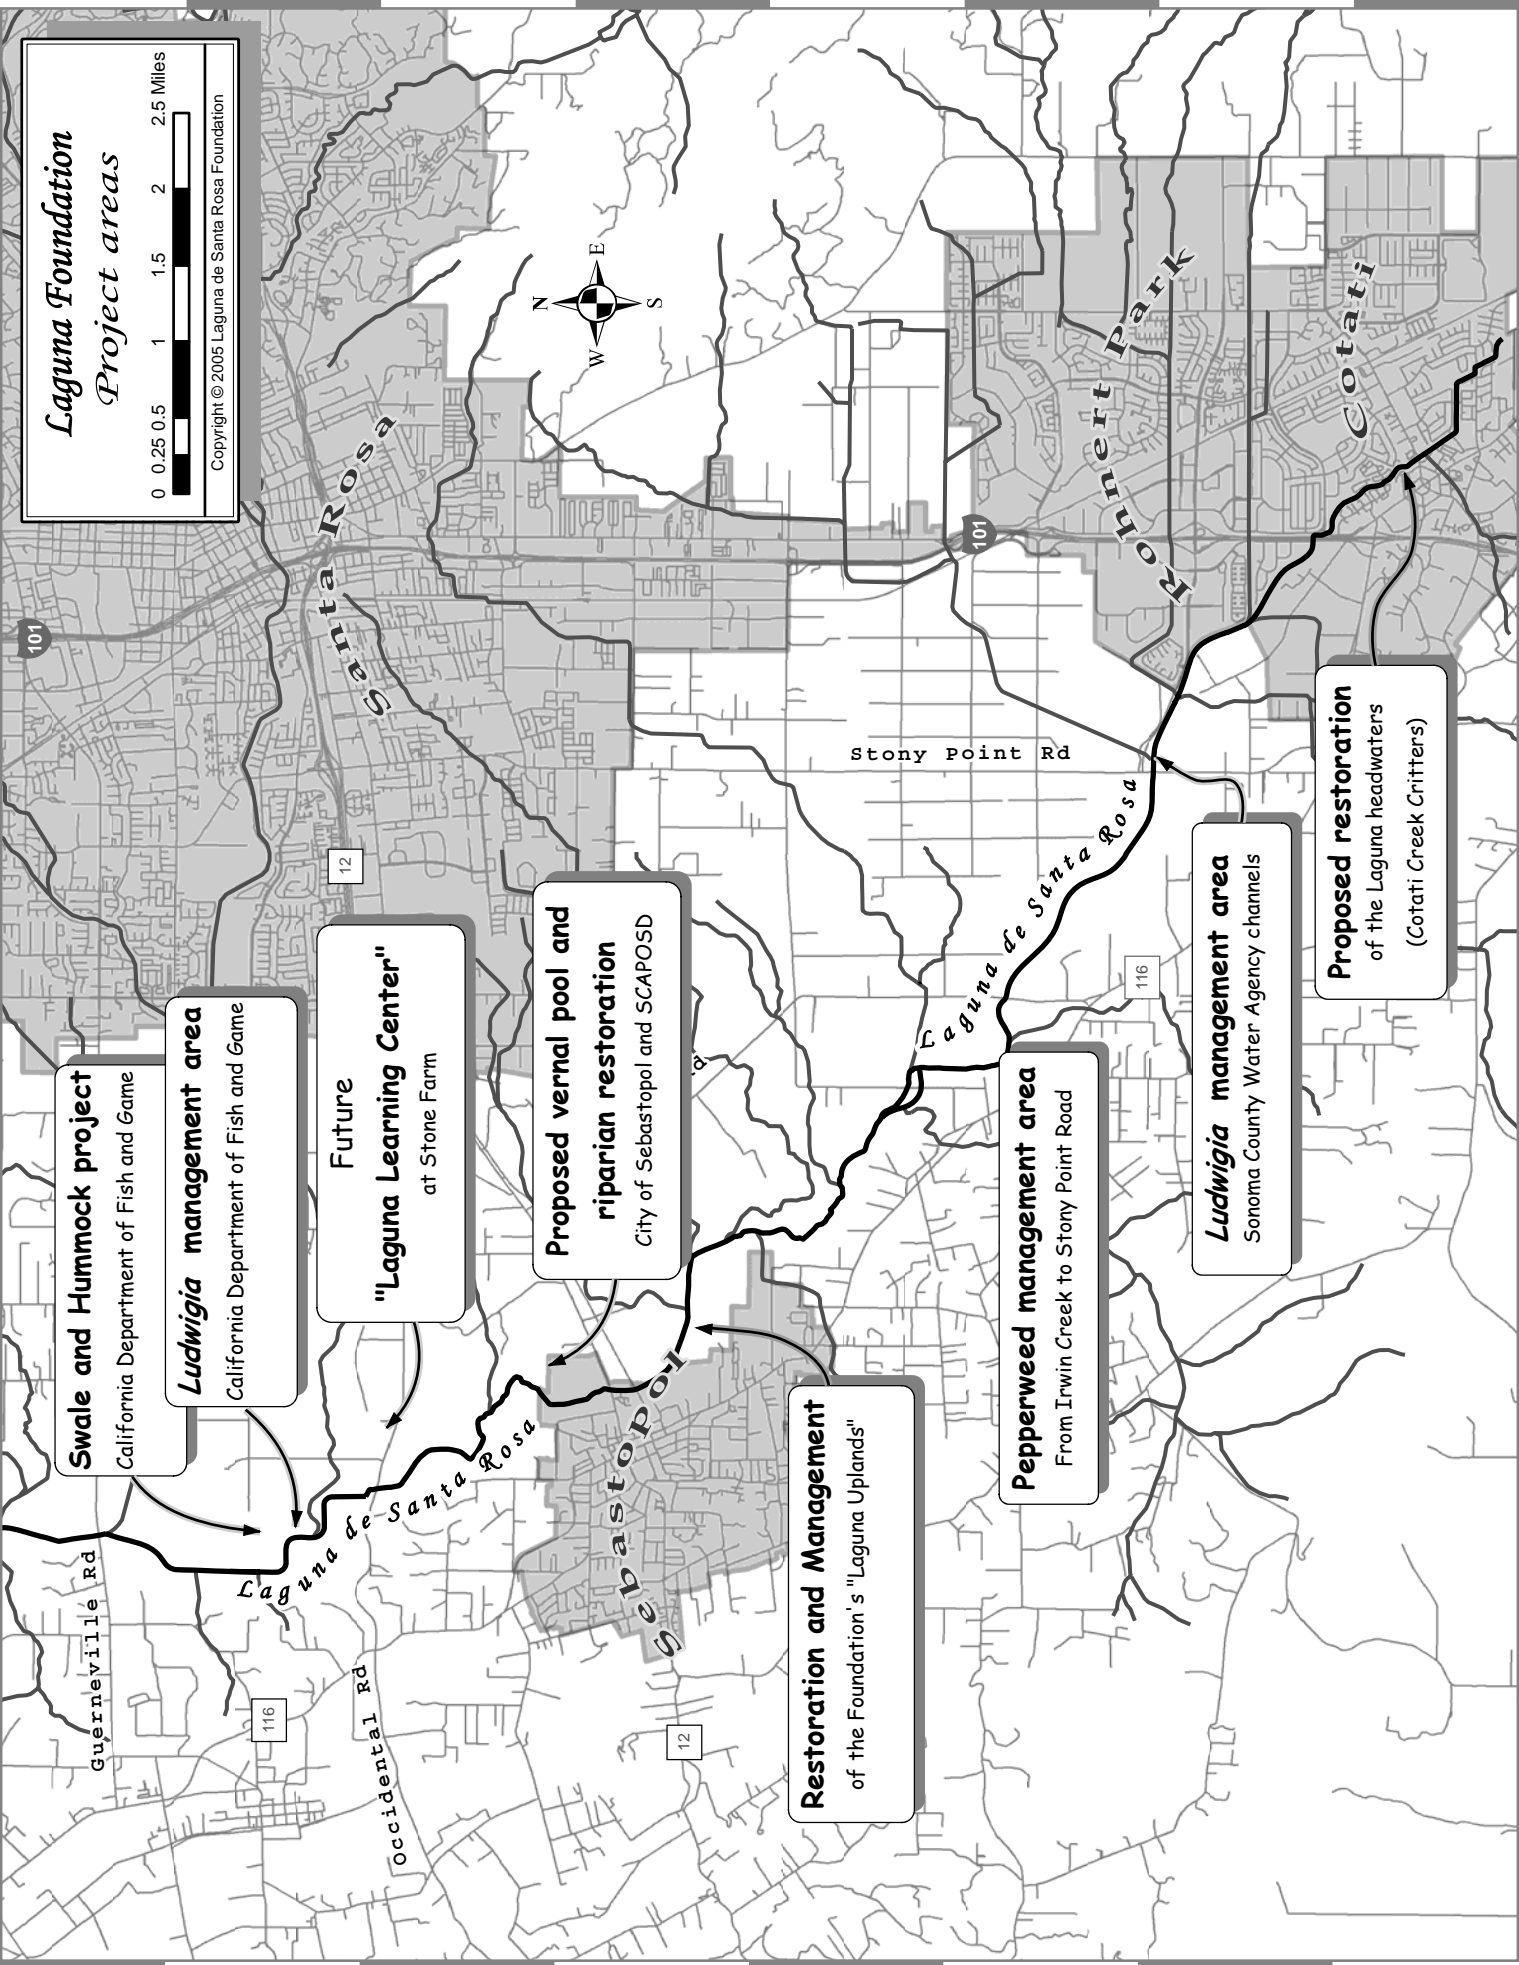 Laguna Foundation
Project areas
0 0.25 0.5 1 1.5 2 2.5 Miles
Copyright © 2005 Laguna de Santa Rosa Foundation
Swale and Hummock project
California Department of Fish and Game
Ludwigia management area
California Department of Fish and Game
Future
"Laguna Learning Center"
at Stone Farm
Proposed vernal pool and
riparian restoration
City of Sebastopol and SCAPOSD
Restoration and Management
of the Foundation's "Laguna Uplands"
Pepperweed management area
From Irwin Creek to Stony Point Road
Ludwigia management area
Sonoma County Water Agency channels
Proposed restoration
of the Laguna headwaters
(Cotati Creek Critters)
Santa Rosa
Sebastopol
Rohnert Park
Cotati
Laguna de Santa Rosa
Laguna de Santa Rosa
Guerneville Rd
Occidental Rd
Stony Point Rd
Rd
101
101
12
12
116
116
N
E
S
W